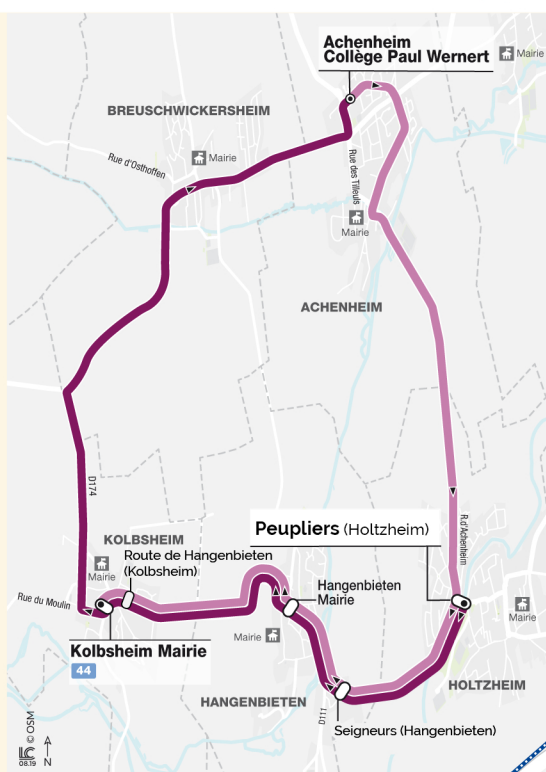 Achenheim
Collège Paul Wernert
Mairie
BREUSCHWICKERSHEIM
Rue d'Osthoffen
Mairie
Rue des Tilleuls
Mairie
ACHENHEIM
D174
R.d'Achenheim
Peupliers (Holtzheim)
KOLBSHEIM
Route de Hangenbieten
(Kolbsheim)
Mairie
Hangenbieten
Mairie
Rue du Moulin
Mairie
Kolbsheim Mairie
44
Mairie
HOLTZHEIM
HANGENBIETEN
D111
Seigneurs (Hangenbieten)
© OSM
LC
08.19
N